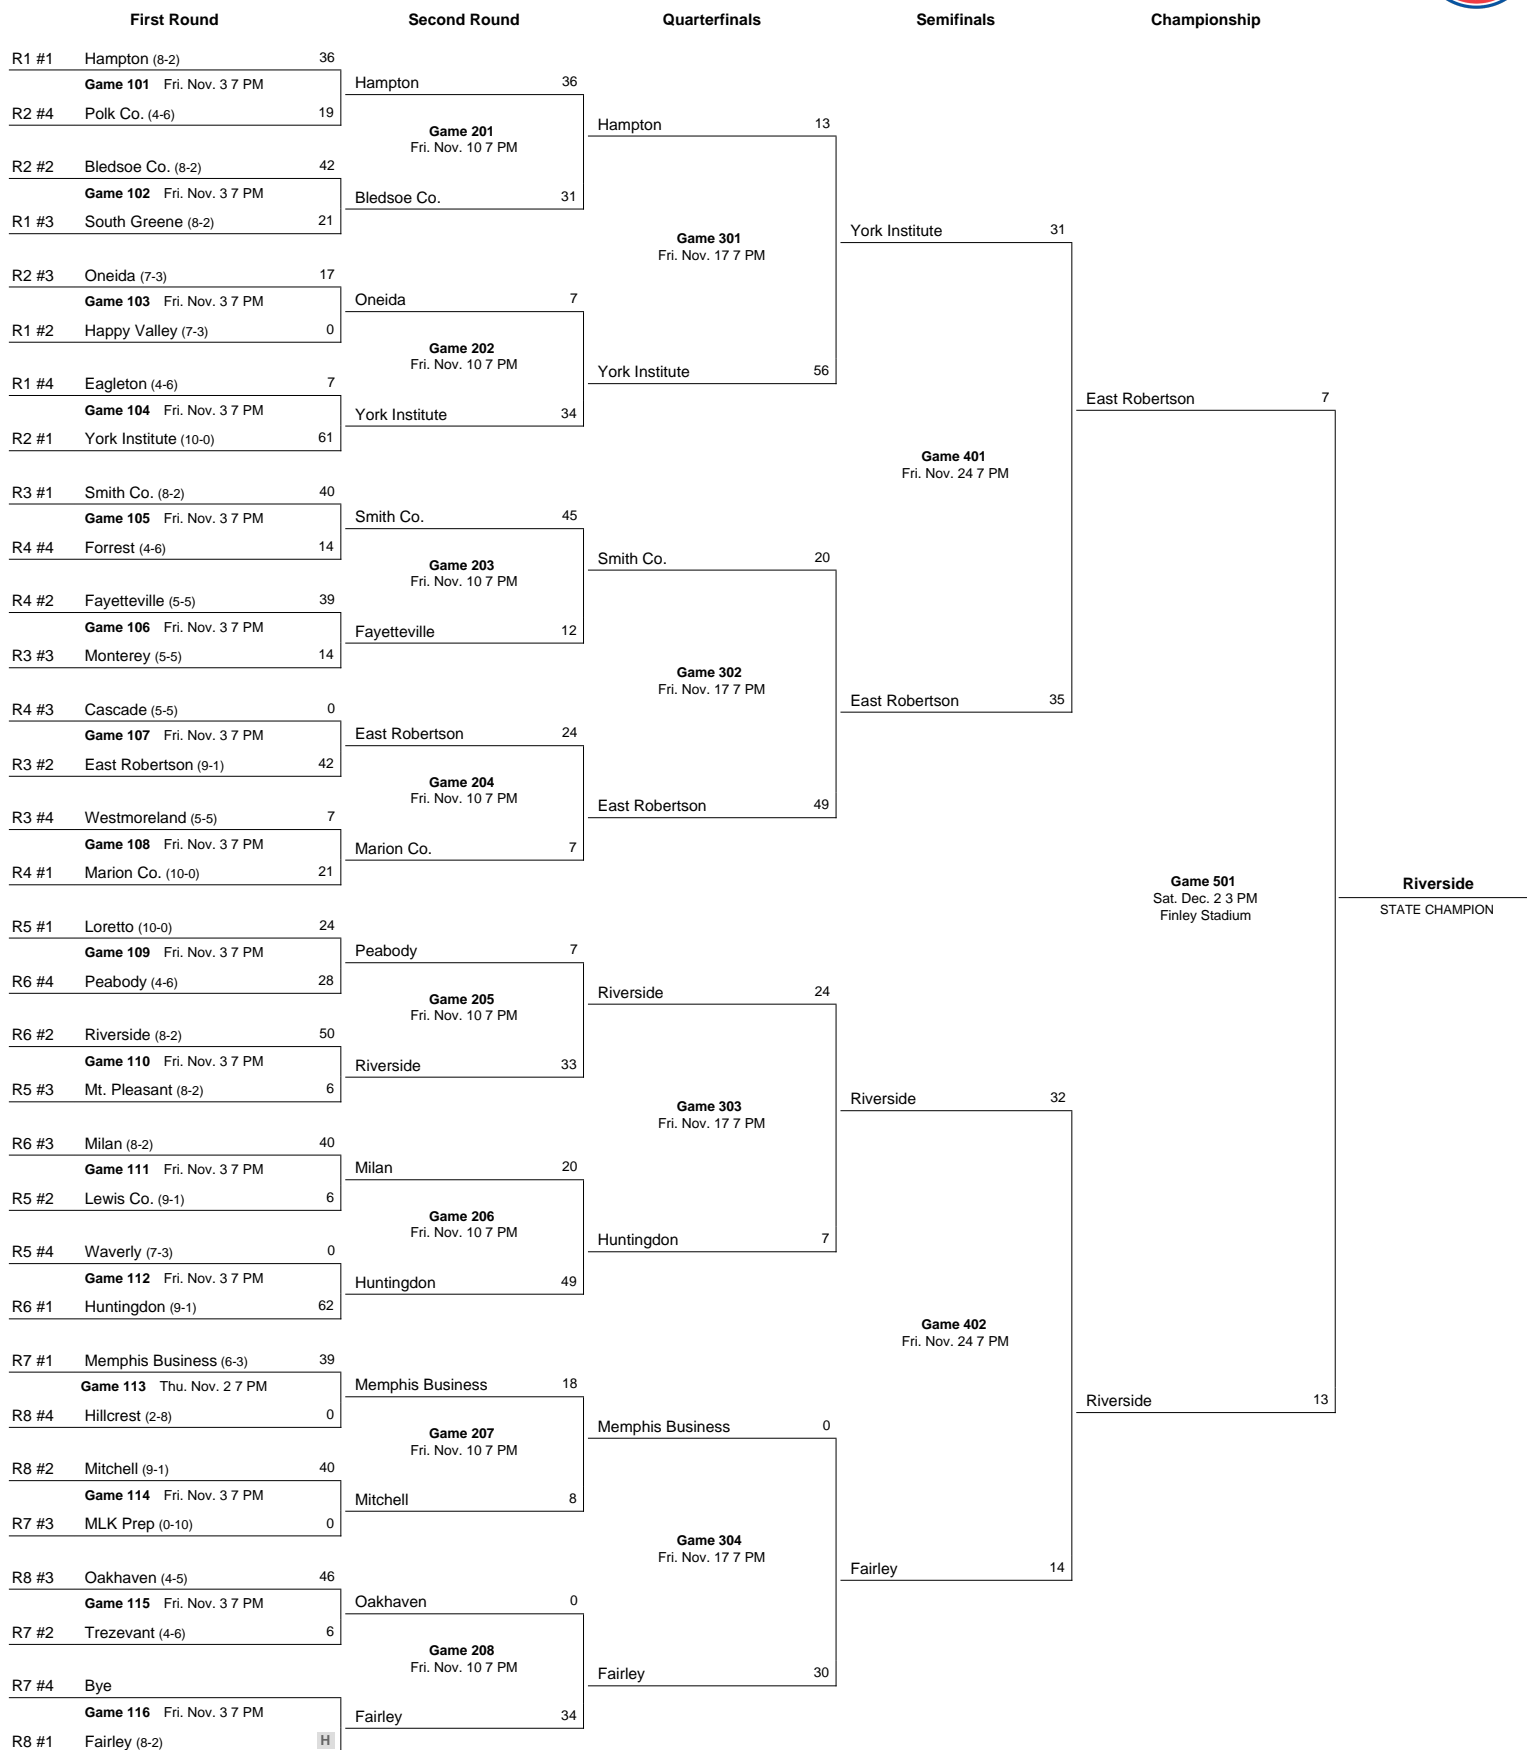 First Round Second Round Quarterfinals Semifinals Championship
R1 #1 Hampton (8-2) 36
Game 101 Fri. Nov. 3 7 PM
R2 #4 Polk Co. (4-6) 19
R2 #2 Bledsoe Co. (8-2) 42
Game 102 Fri. Nov. 3 7 PM
R1 #3 South Greene (8-2) 21
R2 #3 Oneida (7-3) 17
Game 103 Fri. Nov. 3 7 PM
R1 #2 Happy Valley (7-3) 0
R1 #4 Eagleton (4-6) 7
Game 104 Fri. Nov. 3 7 PM
R2 #1 York Institute (10-0) 61
R3 #1 Smith Co. (8-2) 40
Game 105 Fri. Nov. 3 7 PM
R4 #4 Forrest (4-6) 14
R4 #2 Fayetteville (5-5) 39
Game 106 Fri. Nov. 3 7 PM
R3 #3 Monterey (5-5) 14
R4 #3 Cascade (5-5) 0
Game 107 Fri. Nov. 3 7 PM
R3 #2 East Robertson (9-1) 42
R3 #4 Westmoreland (5-5) 7
Game 108 Fri. Nov. 3 7 PM
R4 #1 Marion Co. (10-0) 21
R5 #1 Loretto (10-0) 24
Game 109 Fri. Nov. 3 7 PM
R6 #4 Peabody (4-6) 28
R6 #2 Riverside (8-2) 50
Game 110 Fri. Nov. 3 7 PM
R5 #3 Mt. Pleasant (8-2) 6
R6 #3 Milan (8-2) 40
Game 111 Fri. Nov. 3 7 PM
R5 #2 Lewis Co. (9-1) 6
R5 #4 Waverly (7-3) 0
Game 112 Fri. Nov. 3 7 PM
R6 #1 Huntingdon (9-1) 62
R7 #1 Memphis Business (6-3) 39
Game 113 Thu. Nov. 2 7 PM
R8 #4 Hillcrest (2-8) 0
R8 #2 Mitchell (9-1) 40
Game 114 Fri. Nov. 3 7 PM
R7 #3 MLK Prep (0-10) 0
R8 #3 Oakhaven (4-5) 46
Game 115 Fri. Nov. 3 7 PM
R7 #2 Trezevant (4-6) 6
R7 #4 Bye
Game 116 Fri. Nov. 3 7 PM
R8 #1 Fairley (8-2) H
Hampton 36
Game 201
Fri. Nov. 10 7 PM
Bledsoe Co. 31
Oneida 7
Game 202
Fri. Nov. 10 7 PM
York Institute 34
Smith Co. 45
Game 203
Fri. Nov. 10 7 PM
Fayetteville 12
East Robertson 24
Game 204
Fri. Nov. 10 7 PM
Marion Co. 7
Peabody 7
Game 205
Fri. Nov. 10 7 PM
Riverside 33
Milan 20
Game 206
Fri. Nov. 10 7 PM
Huntingdon 49
Memphis Business 18
Game 207
Fri. Nov. 10 7 PM
Mitchell 8
Oakhaven 0
Game 208
Fri. Nov. 10 7 PM
Fairley 34
Hampton 13
Game 301
Fri. Nov. 17 7 PM
York Institute 56
Smith Co. 20
Game 302
Fri. Nov. 17 7 PM
East Robertson 49
Riverside 24
Game 303
Fri. Nov. 17 7 PM
Huntingdon 7
Memphis Business 0
Game 304
Fri. Nov. 17 7 PM
Fairley 30
York Institute 31
Game 401
Fri. Nov. 24 7 PM
East Robertson 35
Riverside 32
Game 402
Fri. Nov. 24 7 PM
Fairley 14
East Robertson 7
Game 501
Sat. Dec. 2 3 PM
Finley Stadium
Riverside 13
Riverside
STATE CHAMPION